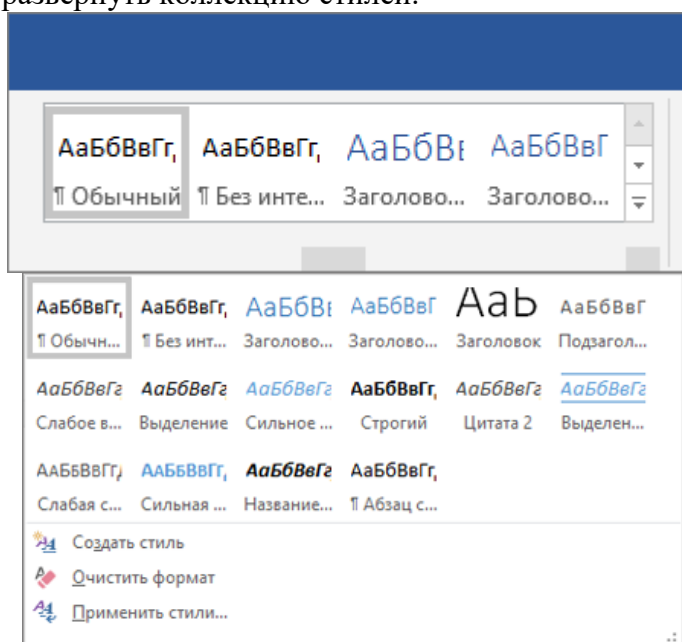 развернуть коллекцию стилей.
АаБбВвГг, АаБбВвГг, АаБбВı АаБбВвГ
¶ Обычный ¶ Без инте... Заголово... Заголово...
АаБбВвГг, АаБбВвГг, АаБбВı АаБбВвГ АаЬ АаБбВвГ
¶ Обычн... ¶ Без инт... Заголово... Заголово... Заголовок Подзагол...
АаБбВвГг АаБбВвГг АаБбВвГг АаБбВвГг, АаБбВвГг АаБбВвГг
Слабое в... Выделение Сильное ... Строгий Цитата 2 Выделен...
ААБбВвГг, ААБбВвГг, АаБбВвГг АаБбВвГг,
Слабая с... Сильная ... Название... ¶ Абзац с...
Создать стиль
Очистить формат
Применить стили...